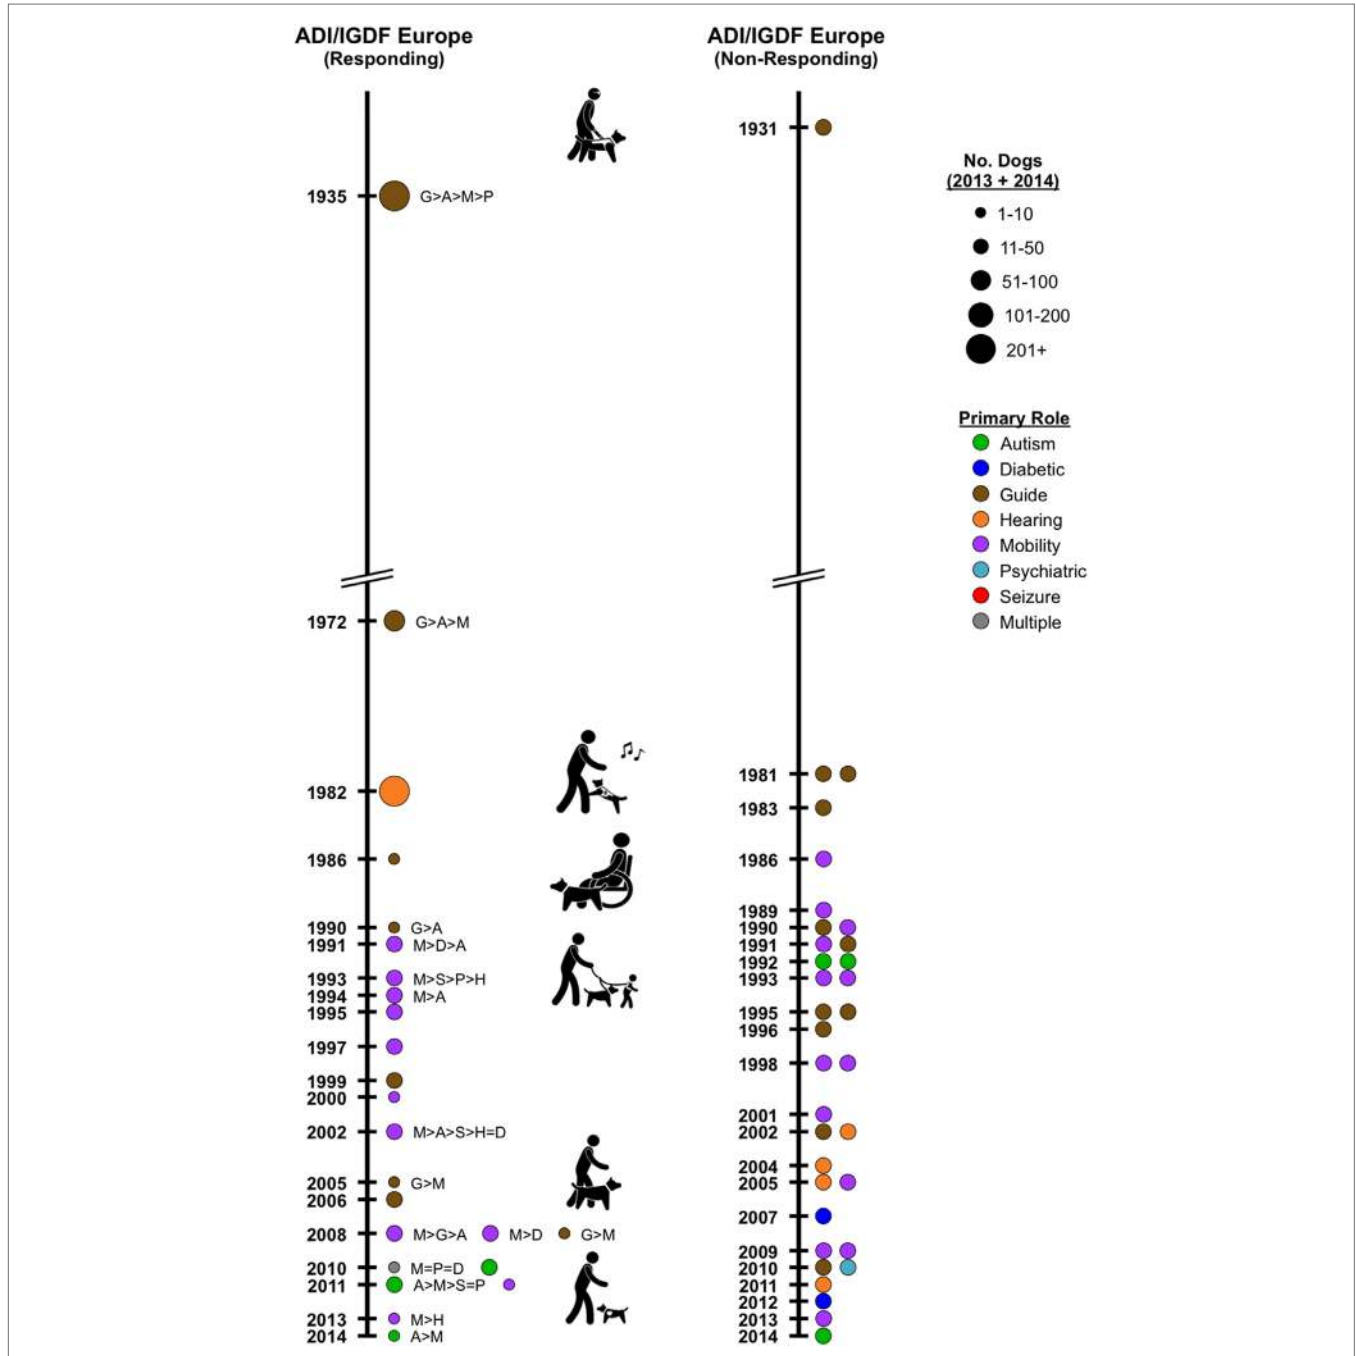 ADI/IGDF Europe
(Responding)
1935 G>A>M>P
1972 G>A>M
1982
1986
1990 G>A
1991 M>D>A
1993 M>S>P>H
1994 M>A
1995
1997
1999
2000
2002 M>A>S>H=D
2005 G>M
2006
2008 M>G>A M>D G>M
2010 M=P=D
2011 A>M>S=P
2013 M>H
2014 A>M
ADI/IGDF Europe
(Non-Responding)
1931
1981
1983
1986
1989
1990
1991
1992
1993
1995
1996
1998
2001
2002
2004
2005
2007
2009
2010
2011
2012
2013
2014
No. Dogs
(2013 + 2014)
1-10
11-50
51-100
101-200
201+
Primary Role
Autism
Diabetic
Guide
Hearing
Mobility
Psychiatric
Seizure
Multiple